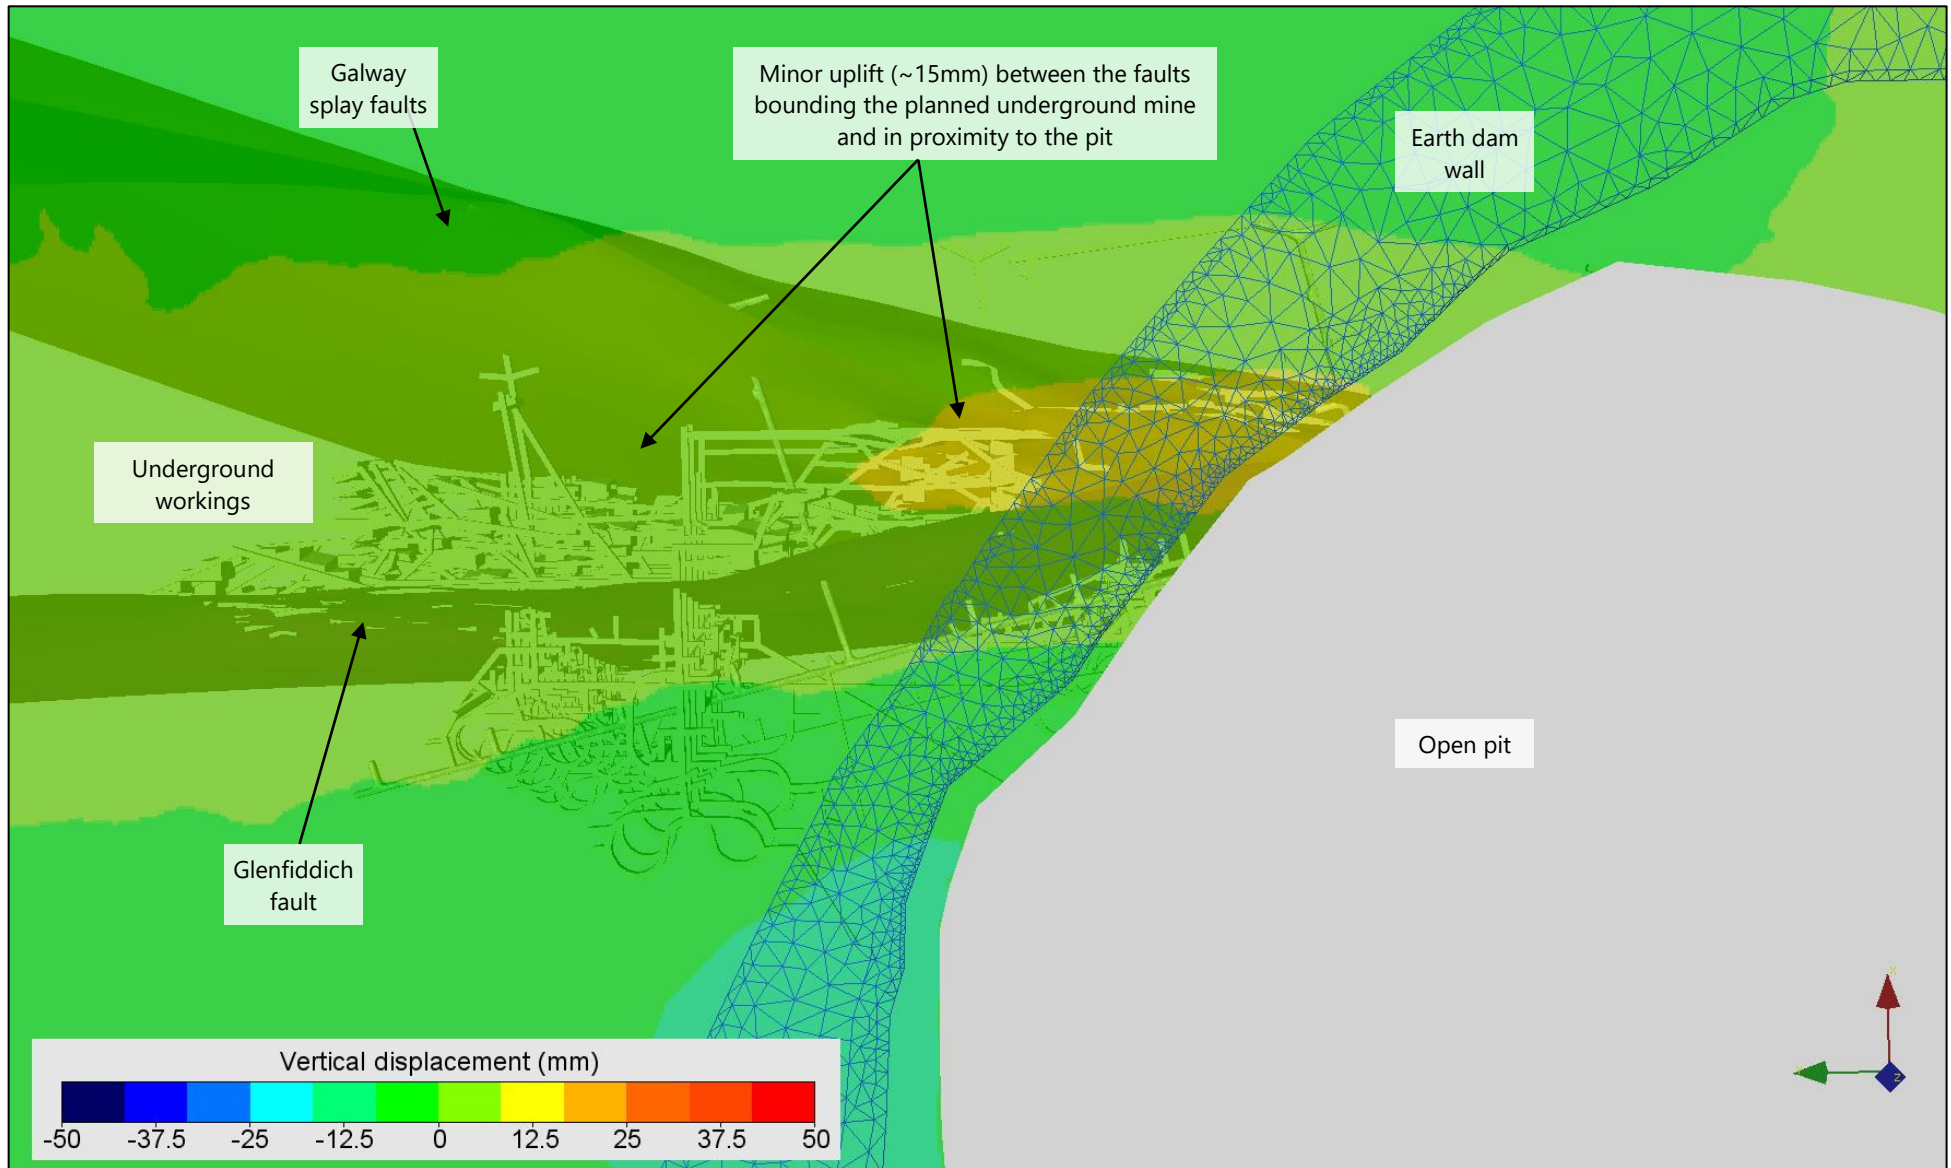 Galway
splay faults
Minor uplift (~15mm) between the faults
bounding the planned underground mine
and in proximity to the pit
Earth dam
wall
Underground
workings
Open pit
Glenfiddich
fault
Vertical displacement (mm)
-50 -37.5 -25 -12.5 0 12.5 25 37.5 50
X
Z